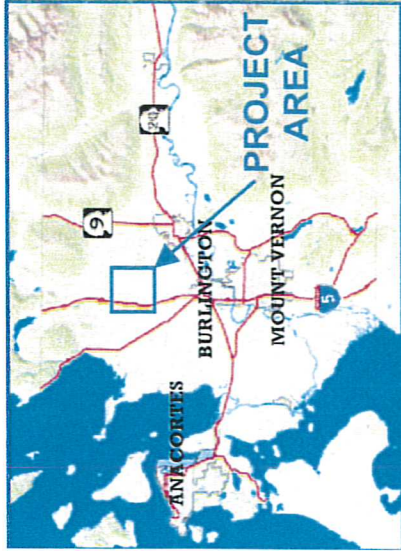 9
20
PROJECT
AREA
BURLINGTON
ANACORTES
MOUNT VERNON
5